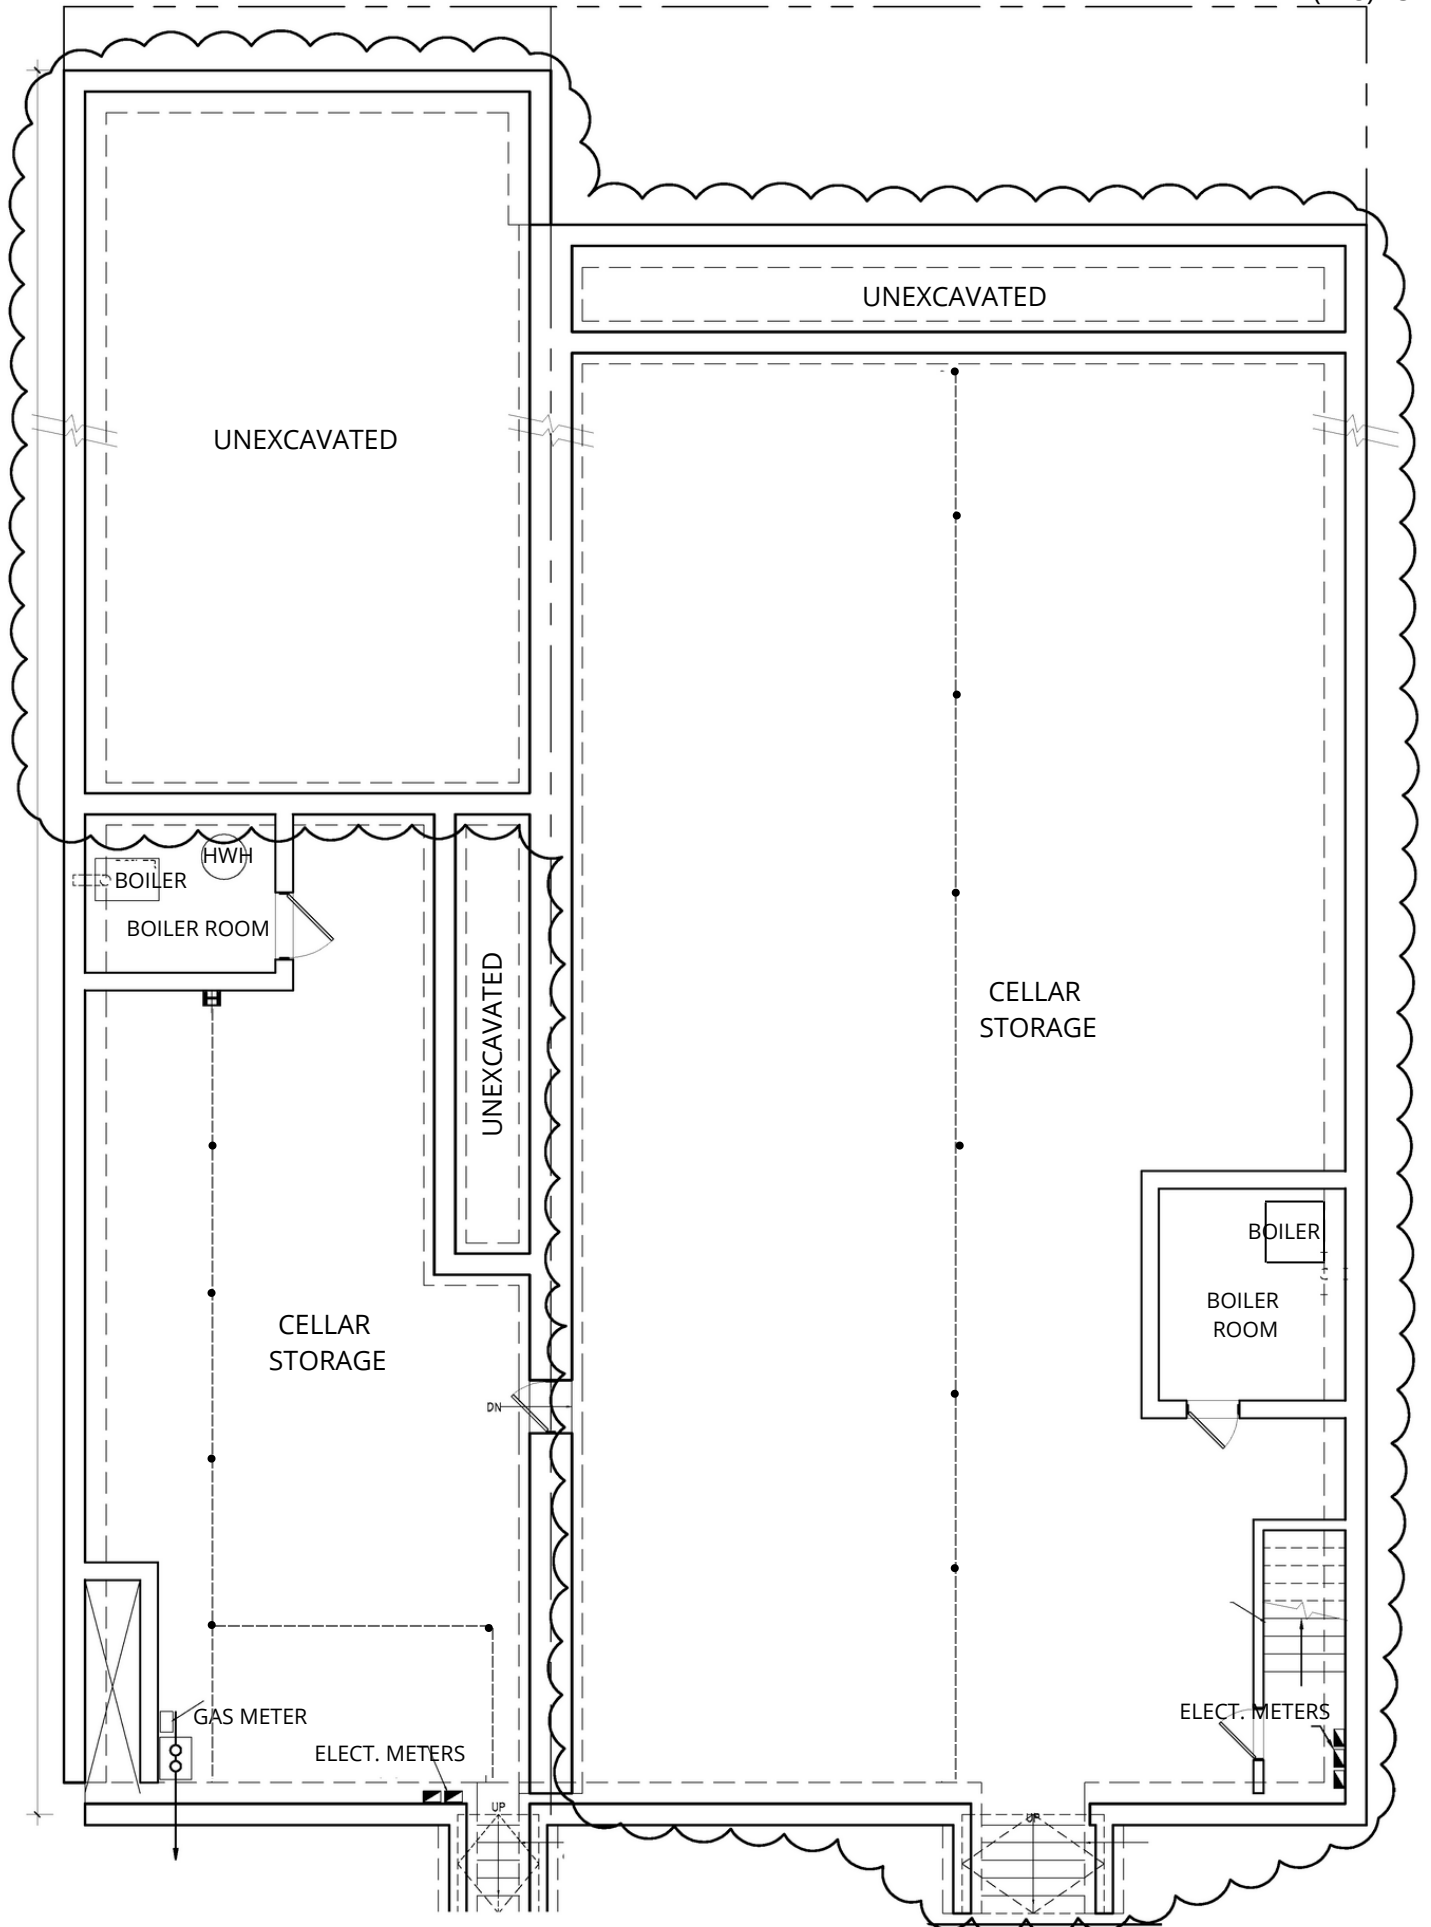 UNEXCAVATED
UNEXCAVATED
HWH
BOILER
BOILER ROOM
UNEXCAVATED
CELLAR
STORAGE
BOILER
BOILER
ROOM
CELLAR
STORAGE
DN
GAS METER
ELECT. METERS
ELECT. METERS
UP
UP